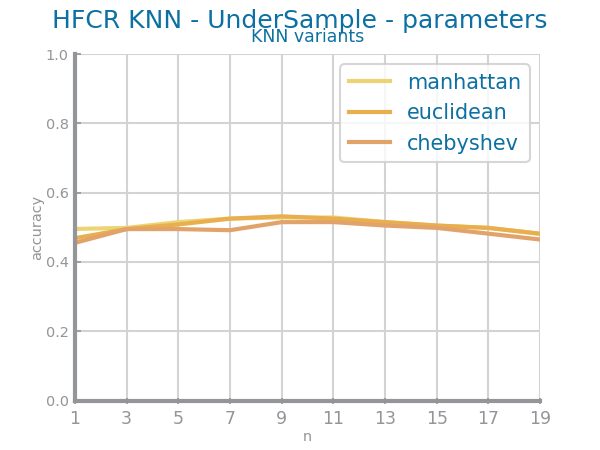 HFCR KNN - UnderSample - parameters
KNN variants
1.0
0.8
0.6
0.4
0.2
0.0
accuracy
manhattan
euclidean
chebyshev
1 3 5 7 9 11 13 15 17 19
n